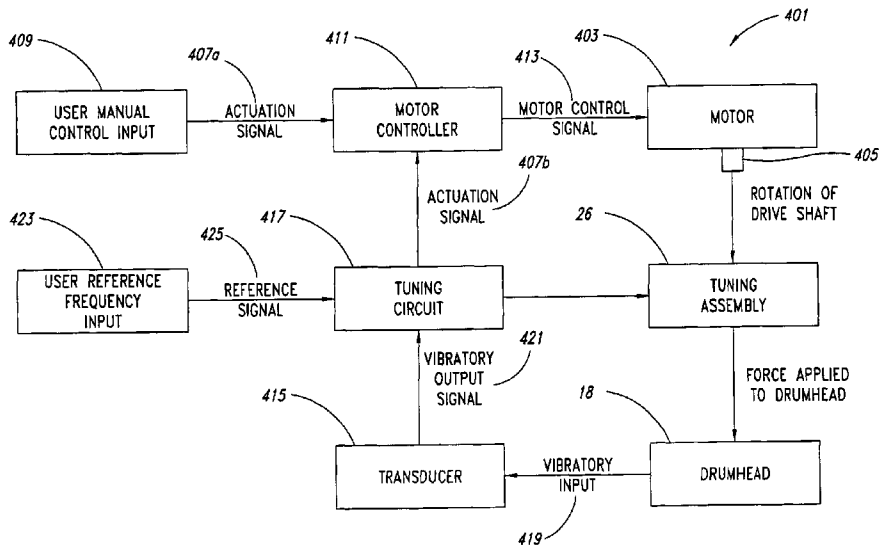 401
409
407a
411
413
403
USER MANUAL
CONTROL INPUT
ACTUATION
SIGNAL
MOTOR
CONTROLLER
MOTOR CONTROL
SIGNAL
MOTOR
405
407b
ACTUATION
SIGNAL
ROTATION OF
DRIVE SHAFT
423
425
417
26
USER REFERENCE
FREQUENCY
INPUT
REFERENCE
SIGNAL
TUNING
CIRCUIT
TUNING
ASSEMBLY
421
VIBRATORY
OUTPUT
SIGNAL
FORCE APPLIED
TO DRUMHEAD
415
18
TRANSDUCER
VIBRATORY
INPUT
DRUMHEAD
419